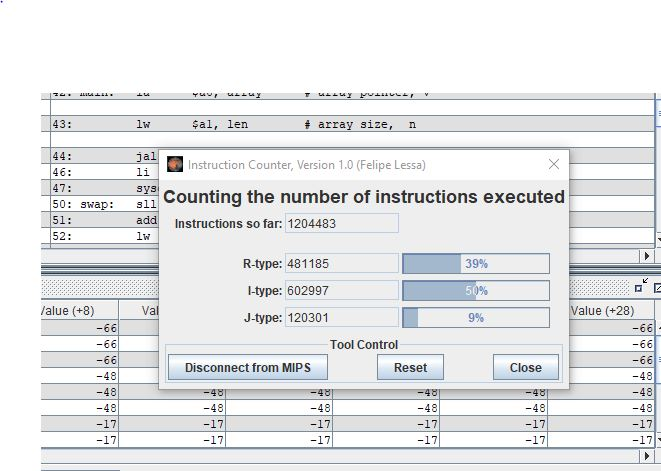 42: main: la $a0, array # array pointer, v
43: lw $a1, len # array size, n
44: jal
46: li
47: sys
50: swap: sll
51: add
52: lw
Instruction Counter, Version 1.0 (Felipe Lessa)
Counting the number of instructions executed
Instructions so far: 1204483
R-type: 481185 39%
I-type: 602997 50%
J-type: 120301 9%
Tool Control
Disconnect from MIPS Reset Close
Value (+8) Val Value (+28)
-66 -66
-66 -66
-66 -66
-48 -48
-48 -48 -48 -48 -48 -48
-48 -48 -48 -48 -48 -48
-17 -17 -17 -17 -17 -17
-17 -17 -17 -17 -17 -17